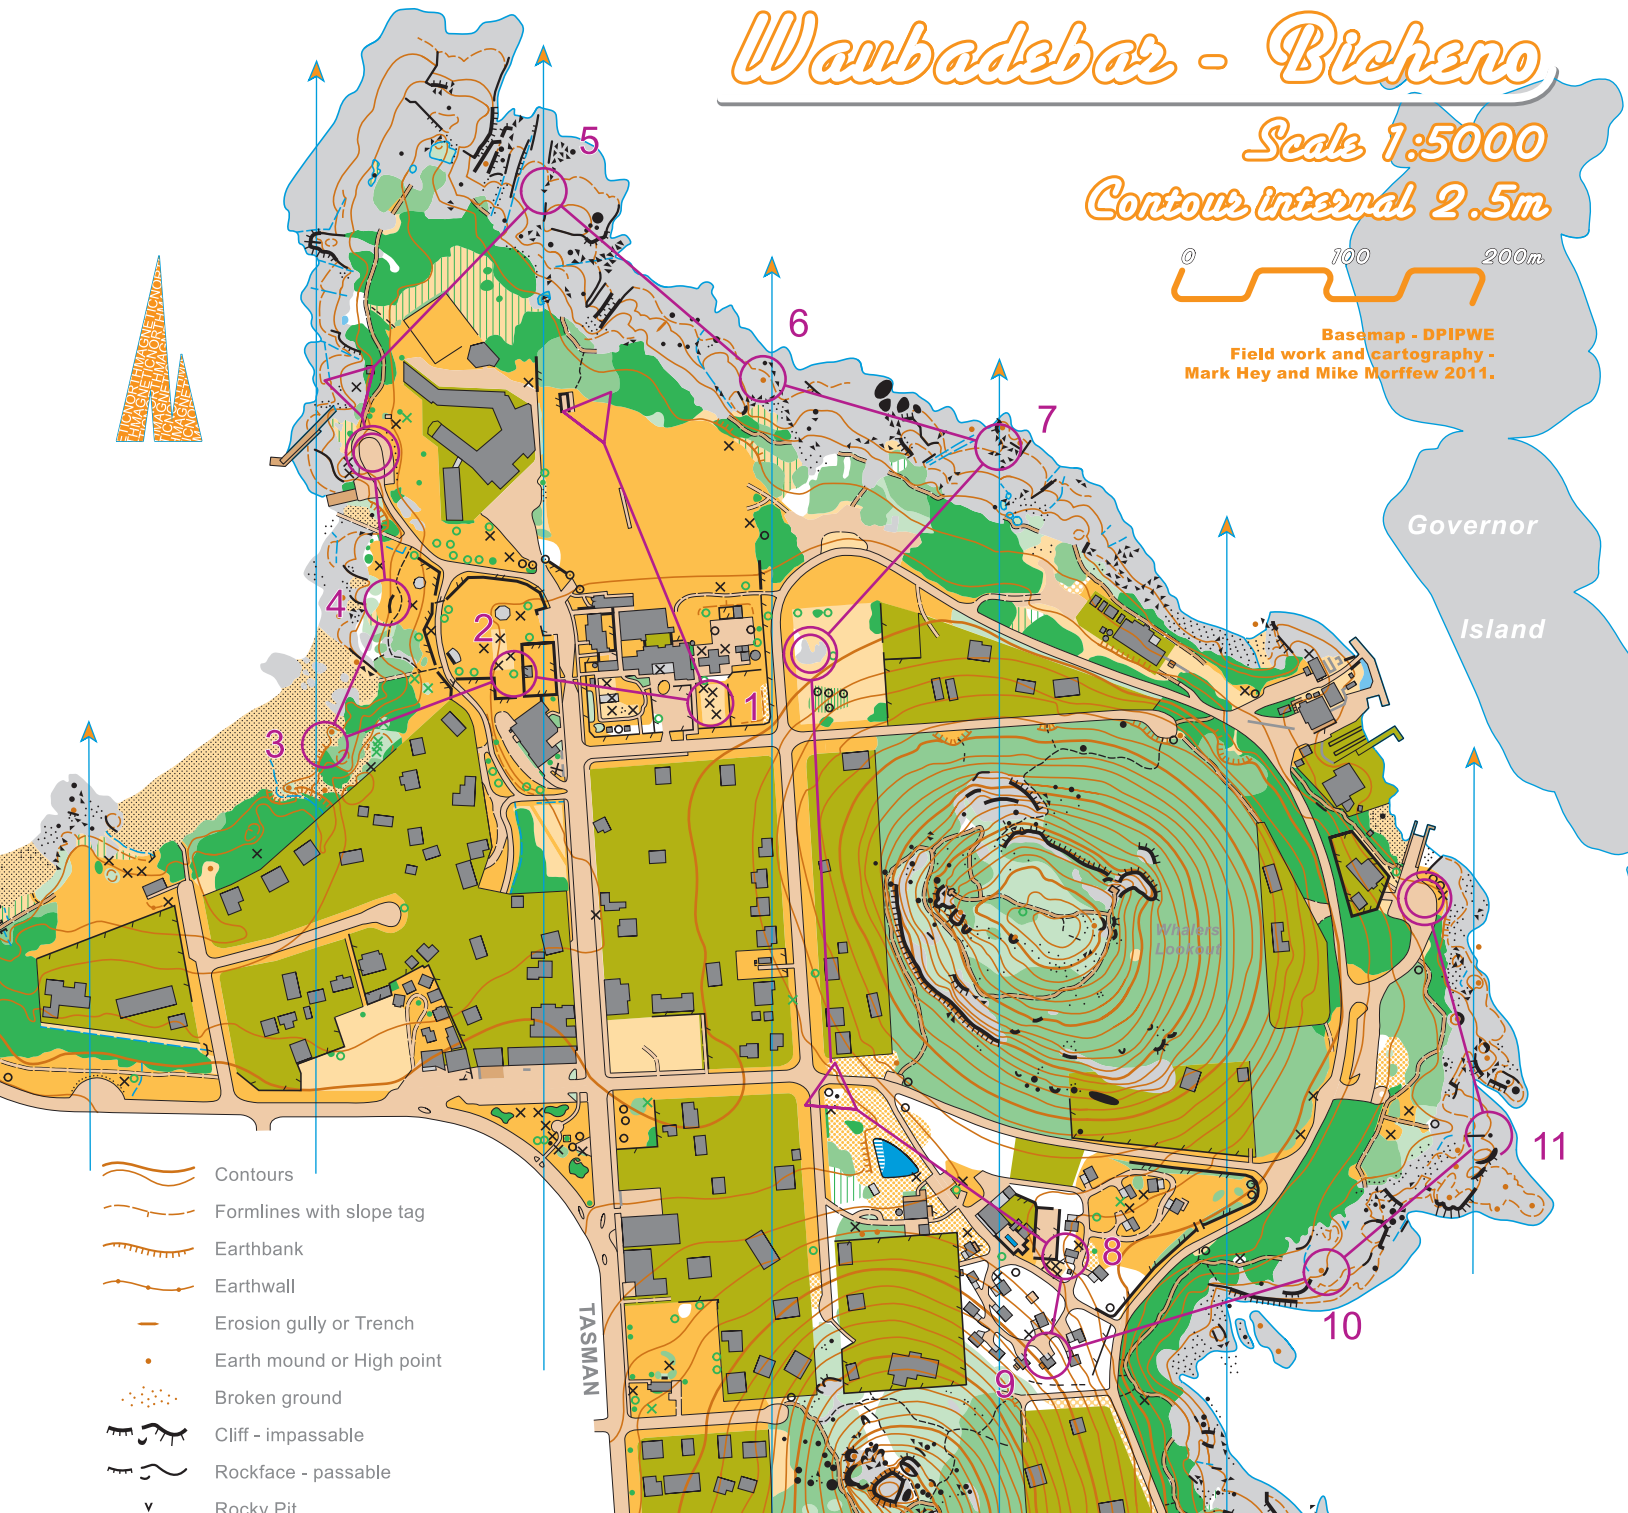 Waubadebar - Bicheno
Scale 1:5000
Contour interval 2.5m
0 100 200m
Basemap - DPIPWE
Field work and cartography -
Mark Hey and Mike Morffew 2011.
5
6
7
Governor
Island
4
2
1
3
Whalers
Lookout
11
8
10
9
TASMAN
Contours
Formlines with slope tag
Earthbank
Earthwall
Erosion gully or Trench
Earth mound or High point
Broken ground
Cliff - impassable
Rockface - passable
Rocky Pit